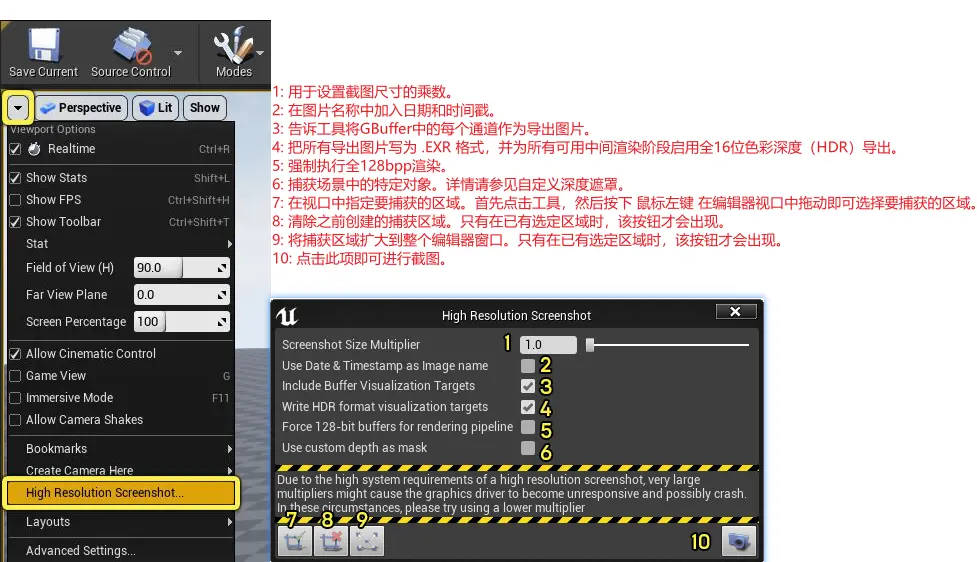 Save Current
Source Control
Modes
Perspective
Lit
Show
Viewport Options
Realtime Ctrl+R
Show Stats Shift+L
Show FPS Ctrl+Shift+H
Show Toolbar Ctrl+Shift+T
Stat
Field of View (H) 90.0
Far View Plane 0.0
Screen Percentage 100
Allow Cinematic Control
Game View G
Immersive Mode F11
Allow Camera Shakes
Bookmarks
Create Camera Here
High Resolution Screenshot...
Layouts
Advanced Settings...
1: 用于设置截图尺寸的乘数。
2: 在图片名称中加入日期和时间戳。
3: 告诉工具将GBuffer中的每个通道作为导出图片。
4: 把所有导出图片写为 .EXR 格式，并为所有可用中间渲染阶段启用全16位色彩深度（HDR）导出。
5: 强制执行全128bpp渲染。
6: 捕获场景中的特定对象。详情请参见自定义深度遮罩。
7: 在视口中指定要捕获的区域。首先点击工具，然后按下 鼠标左键 在编辑器视口中拖动即可选择要捕获的区域。
8: 清除之前创建的捕获区域。只有在已有选定区域时，该按钮才会出现。
9: 将捕获区域扩大到整个编辑器窗口。只有在已有选定区域时，该按钮才会出现。
10: 点击此项即可进行截图。
High Resolution Screenshot
Screenshot Size Multiplier 1 1.0
Use Date & Timestamp as Image name 2
Include Buffer Visualization Targets 3
Write HDR format visualization targets 4
Force 128-bit buffers for rendering pipeline 5
Use custom depth as mask 6
Due to the high system requirements of a high resolution screenshot, very large
multipliers might cause the graphics driver to become unresponsive and possibly crash.
In these circumstances, please try using a lower multiplier
7 8 9
10